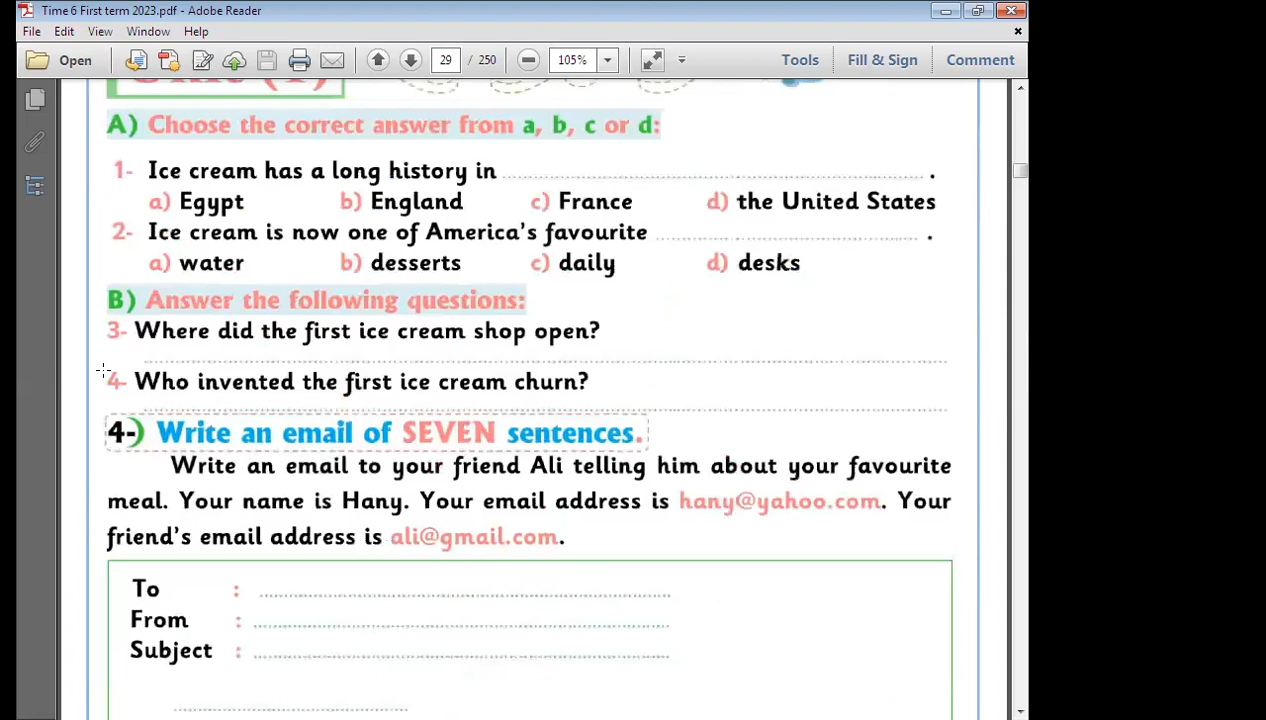 Time 6 First term 2023.pdf - Adobe Reader
File Edit View Window Help
Open 29 / 250 105% Tools Fill & Sign Comment
Unit (1)
A) Choose the correct answer from a, b, c or d:
1- Ice cream has a long history in .
a) Egypt b) England c) France d) the United States
2- Ice cream is now one of America's favourite .
a) water b) desserts c) daily d) desks
B) Answer the following questions:
3- Where did the first ice cream shop open?
4- Who invented the first ice cream churn?
4-) Write an email of SEVEN sentences.
Write an email to your friend Ali telling him about your favourite
meal. Your name is Hany. Your email address is hany@yahoo.com. Your
friend's email address is ali@gmail.com.
To :
From :
Subject :